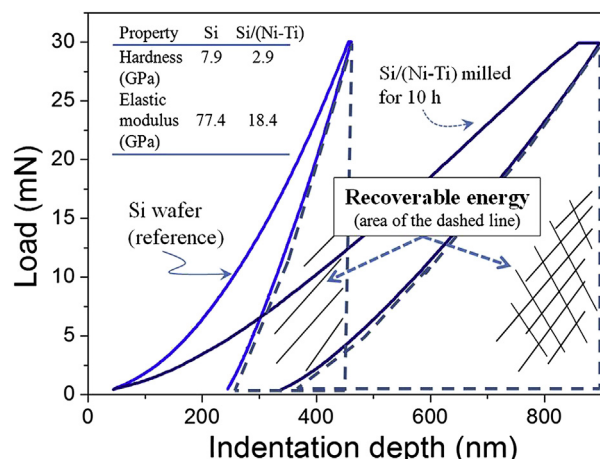 Property Si Si/(Ni-Ti)
Hardness 7.9 2.9
(GPa)
Elastic
modulus 77.4 18.4
(GPa)
Si/(Ni-Ti) milled
for 10 h
Recoverable energy
(area of the dashed line)
Si wafer
(reference)
Load (mN)
30
25
20
15
10
5
0
0 200 400 600 800
Indentation depth (nm)